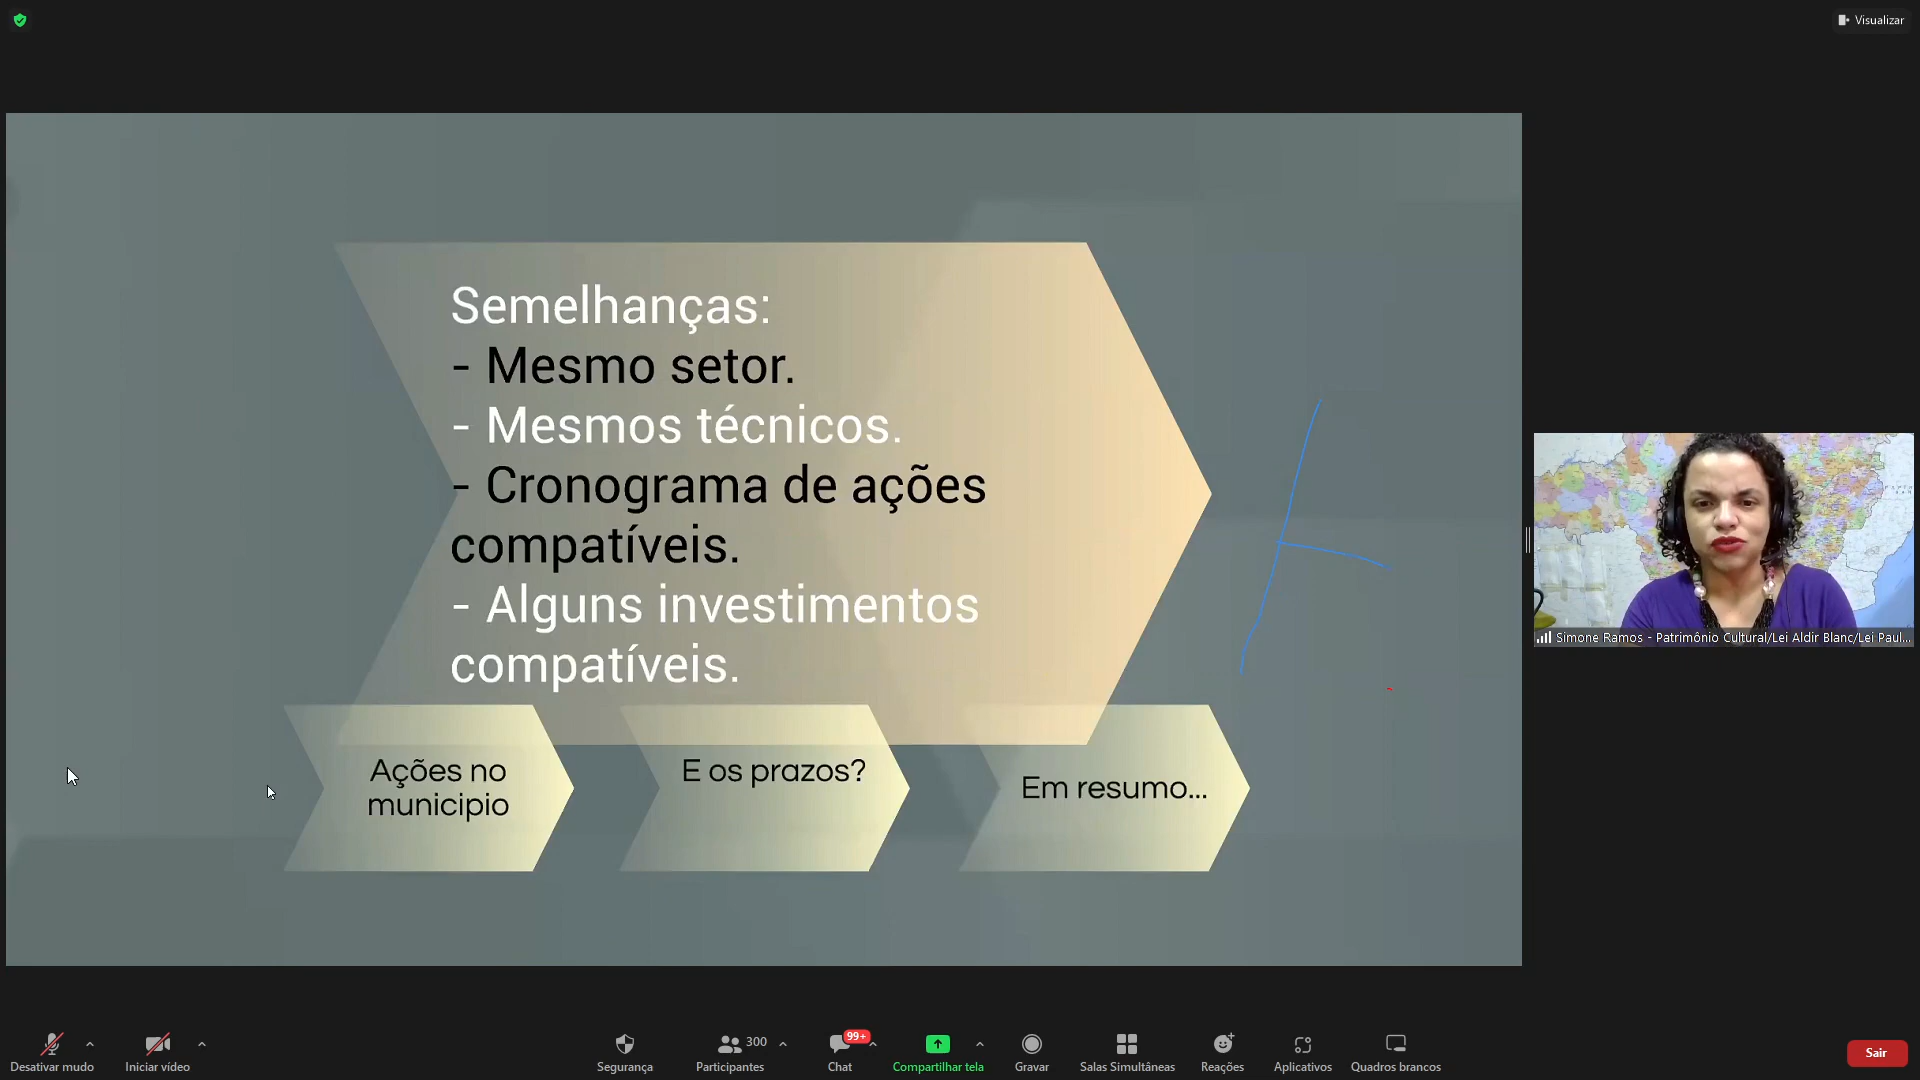 Visualizar
Semelhanças:
- Mesmo setor.
- Mesmos técnicos.
- Cronograma de ações
compatíveis.
- Alguns investimentos
compatíveis.
Ações no
municipio
E os prazos?
Em resumo...
Simone Ramos - Patrimônio Cultural/Lei Aldir Blanc/Lei Paul...
Desativar mudo
Iniciar vídeo
Segurança
300
Participantes
99+
Chat
Compartilhar tela
Gravar
Salas Simultâneas
Reações
Aplicativos
Quadros brancos
Sair